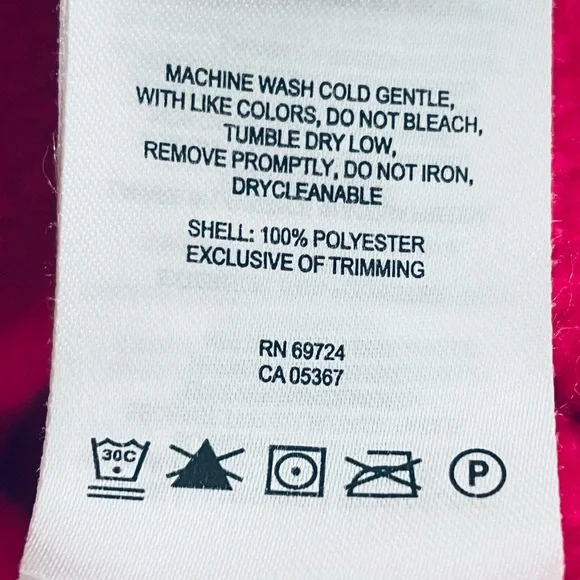 MACHINE WASH COLD GENTLE,
WITH LIKE COLORS, DO NOT BLEACH,
TUMBLE DRY LOW,
REMOVE PROMPTLY, DO NOT IRON,
DRYCLEANABLE
SHELL: 100% POLYESTER
EXCLUSIVE OF TRIMMING
RN 69724
CA 05367
30C P